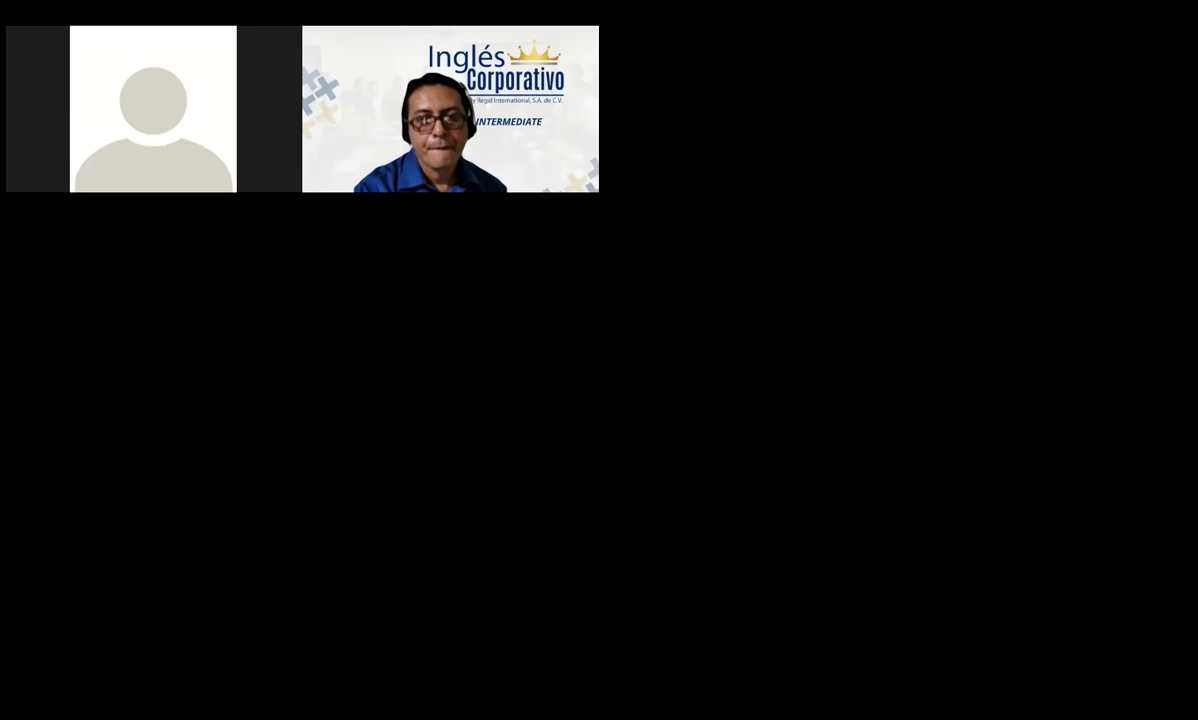 Inglés
Corporativo
by Regal International, S.A. de C.V.
INTERMEDIATE